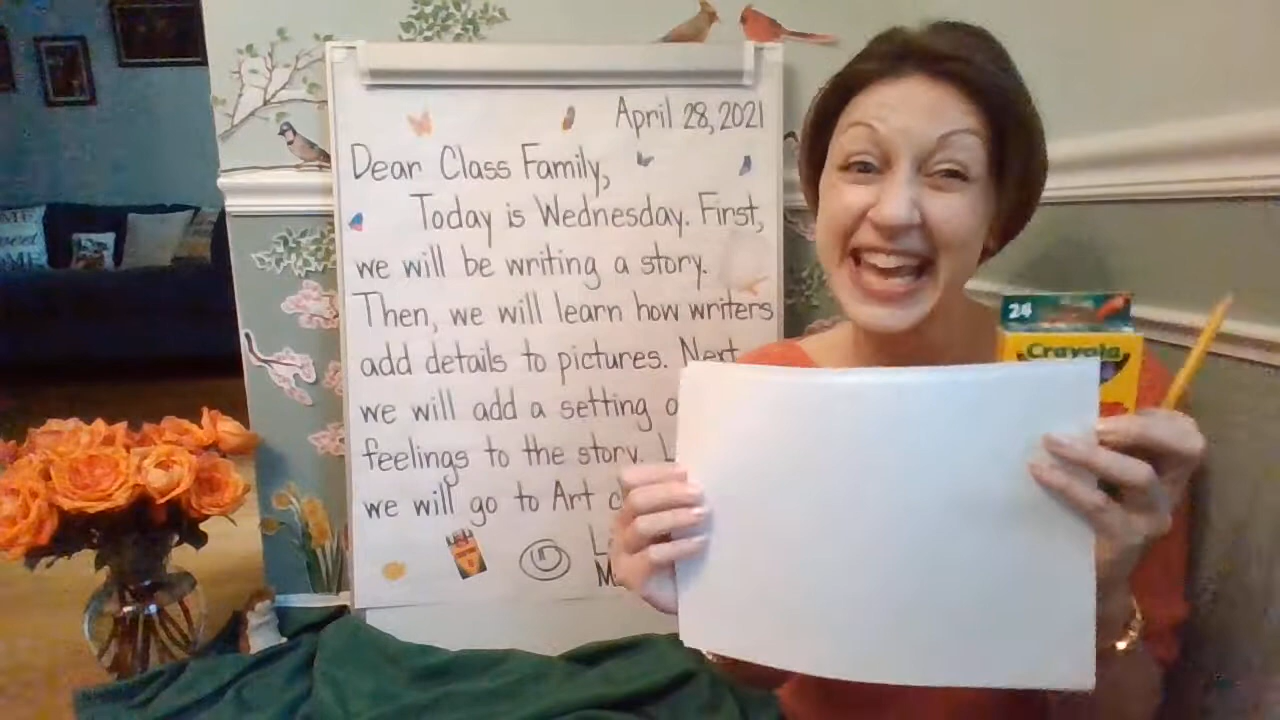 April 28, 2021
Dear Class Family,
Today is Wednesday. First,
we will be writing a story.
Then, we will learn how writers
add details to pictures. Next
we will add a setting
feelings to the story.
we will go to Art
24
Crayola